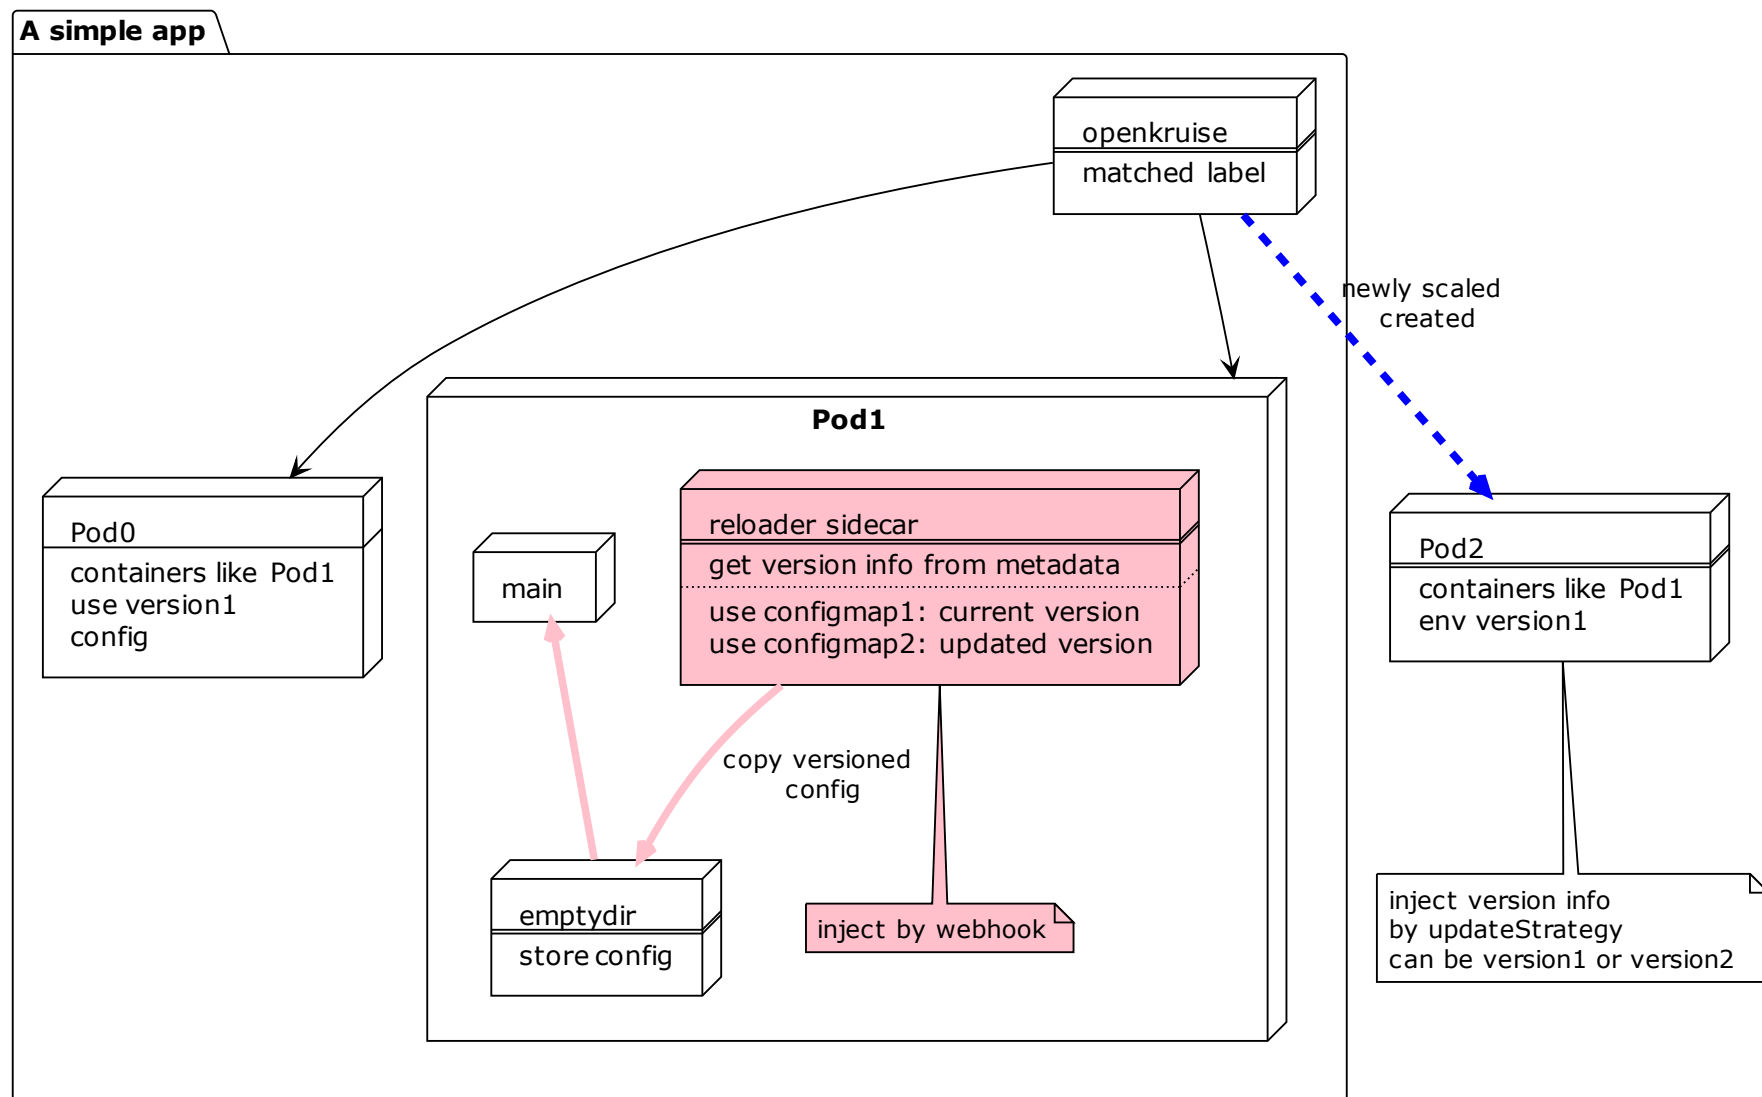 A simple app
openkruise
matched label
newly scaled
created
Pod1
Pod0
containers like Pod1
use version1
config
main
reloader sidecar
get version info from metadata
use configmap1: current version
use configmap2: updated version
Pod2
containers like Pod1
env version1
copy versioned
config
emptydir
store config
inject by webhook
inject version info
by updateStrategy
can be version1 or version2